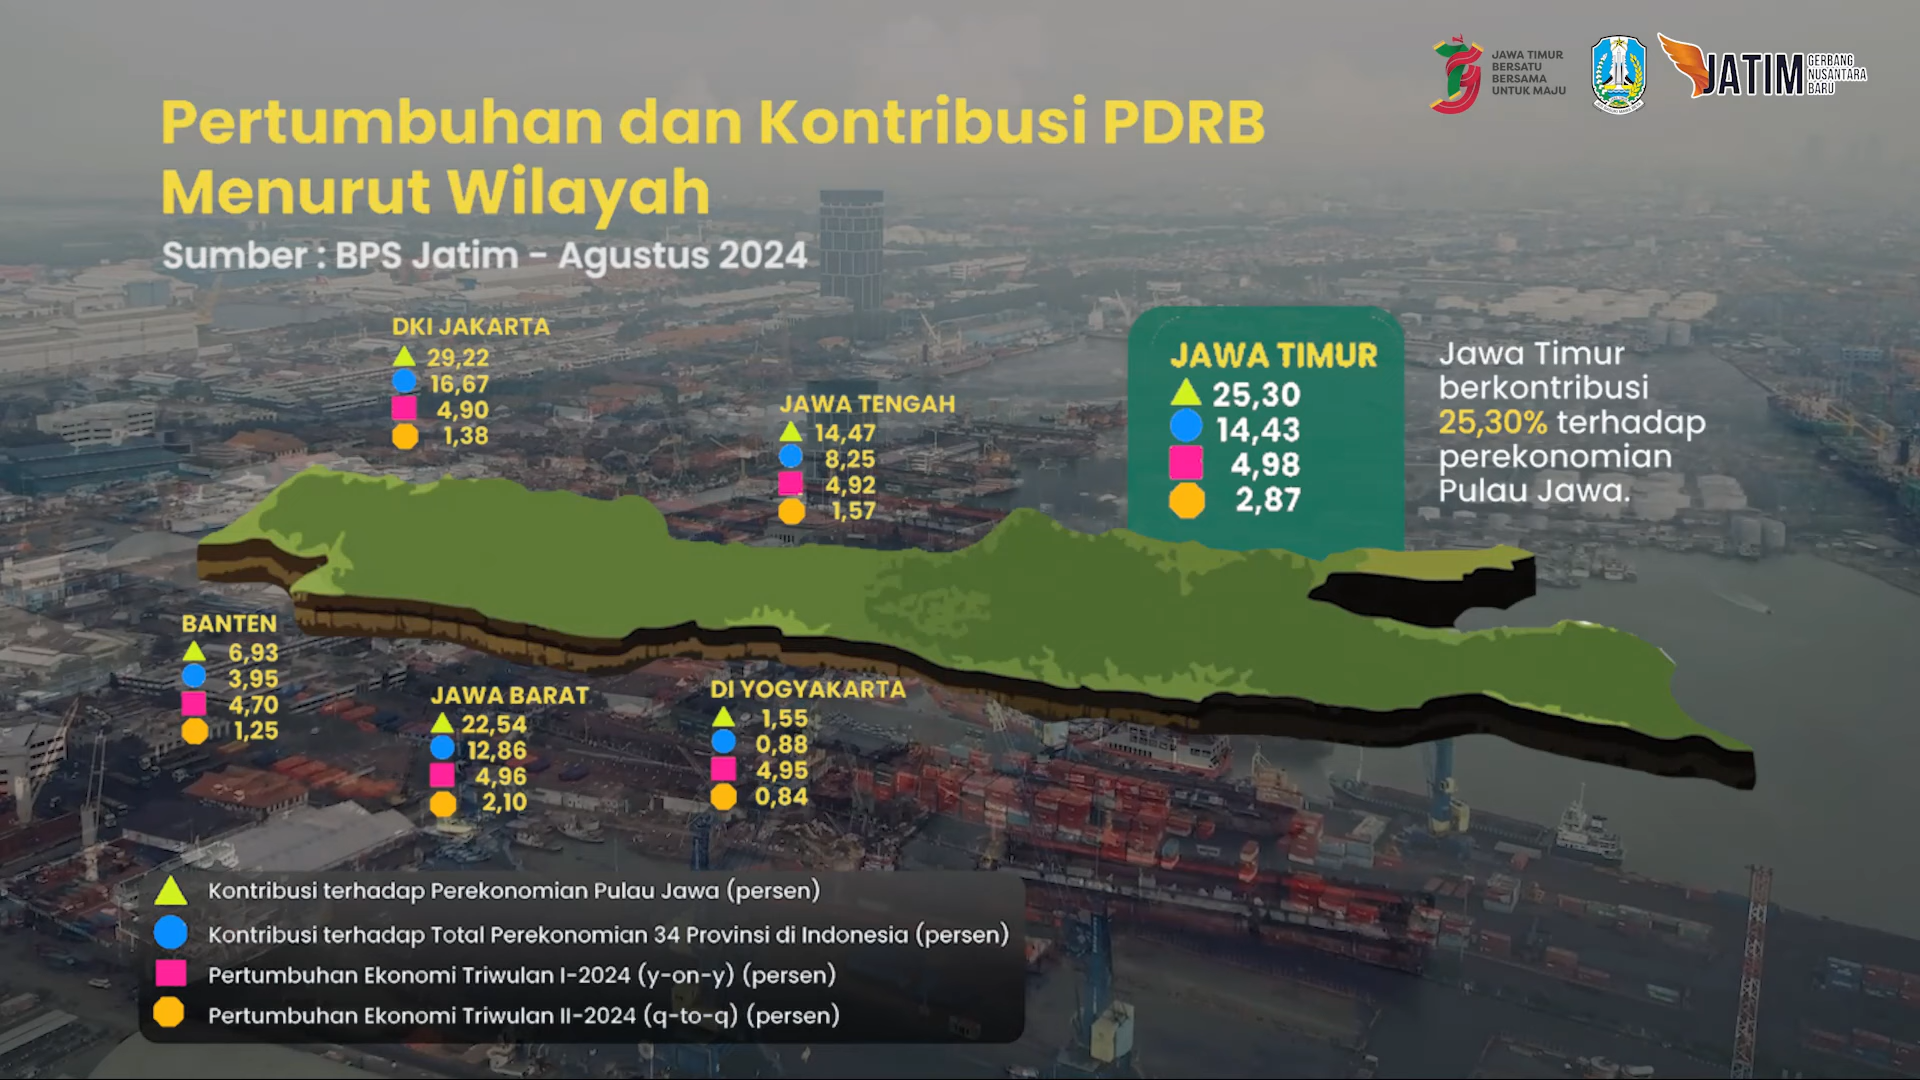 JAWA TIMUR
BERSATU
BERSAMA
UNTUK MAJU
JATIM
GERBANG
NUSANTARA
BARU
Pertumbuhan dan Kontribusi PDRB
Menurut Wilayah
Sumber : BPS Jatim - Agustus 2024
DKI JAKARTA
29,22
16,67
4,90
1,38
JAWA TENGAH
14,47
8,25
4,92
1,57
JAWA TIMUR
25,30
14,43
4,98
2,87
Jawa Timur
berkontribusi
25,30% terhadap
perekonomian
Pulau Jawa.
BANTEN
6,93
3,95
4,70
1,25
JAWA BARAT
22,54
12,86
4,96
2,10
DI YOGYAKARTA
1,55
0,88
4,95
0,84
Kontribusi terhadap Perekonomian Pulau Jawa (persen)
Kontribusi terhadap Total Perekonomian 34 Provinsi di Indonesia (persen)
Pertumbuhan Ekonomi Triwulan I-2024 (y-on-y) (persen)
Pertumbuhan Ekonomi Triwulan II-2024 (q-to-q) (persen)